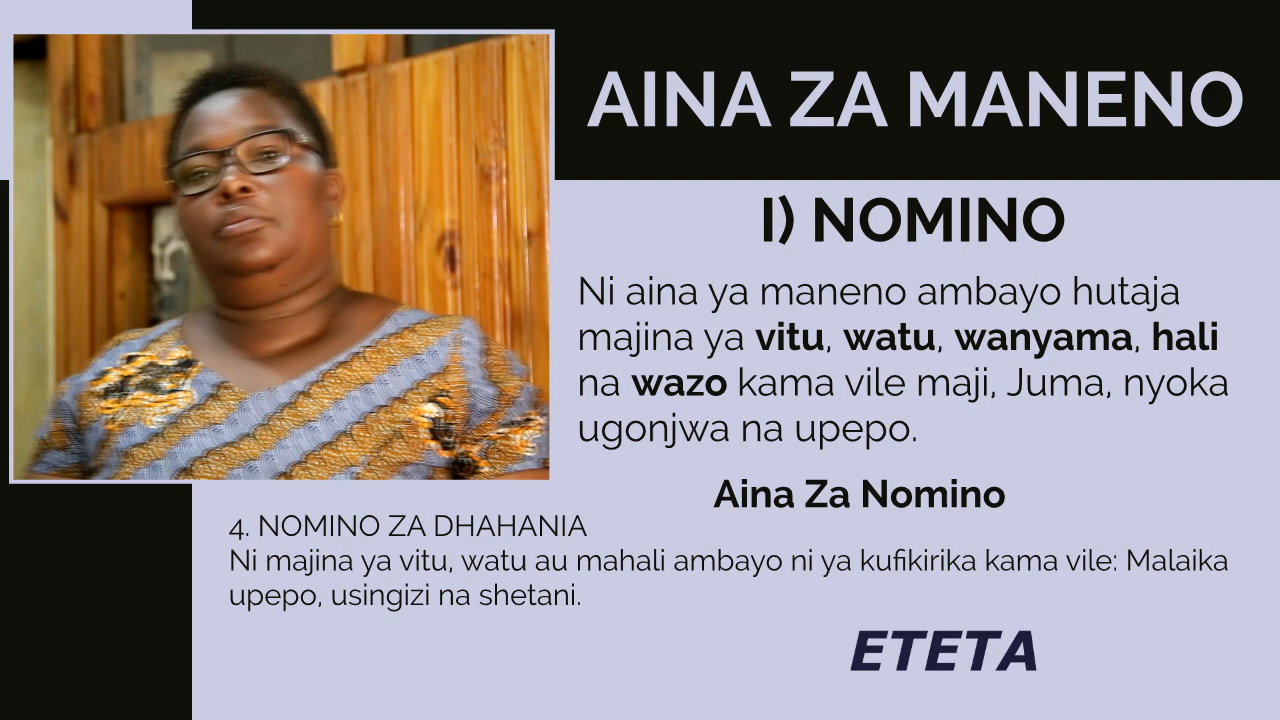 AINA ZA MANENO
I) NOMINO
Ni aina ya maneno ambayo hutaja
majina ya vitu, watu, wanyama, hali
na wazo kama vile maji, Juma, nyoka
ugonjwa na upepo.
Aina Za Nomino
4. NOMINO ZA DHAHANIA
Ni majina ya vitu, watu au mahali ambayo ni ya kufikirika kama vile: Malaika
upepo, usingizi na shetani.
ETETA